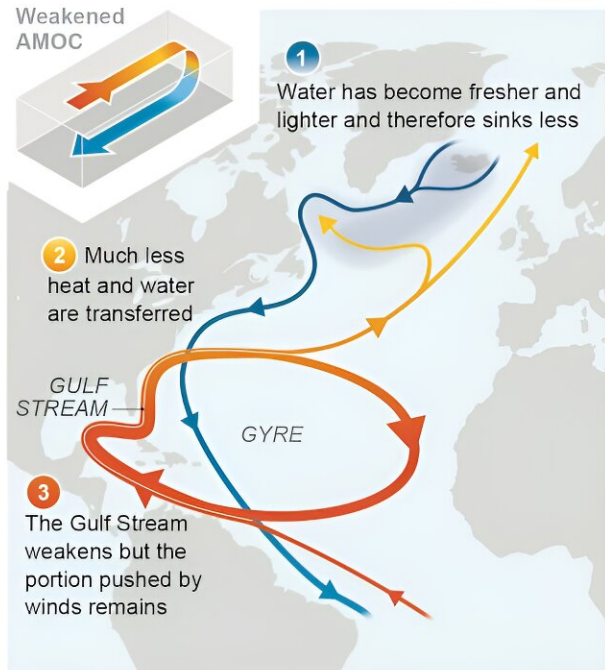 Weakened
AMOC
1
Water has become fresher and
lighter and therefore sinks less
2 Much less
heat and water
are transferred
GULF
STREAM
GYRE
3
The Gulf Stream
weakens but the
portion pushed by
winds remains